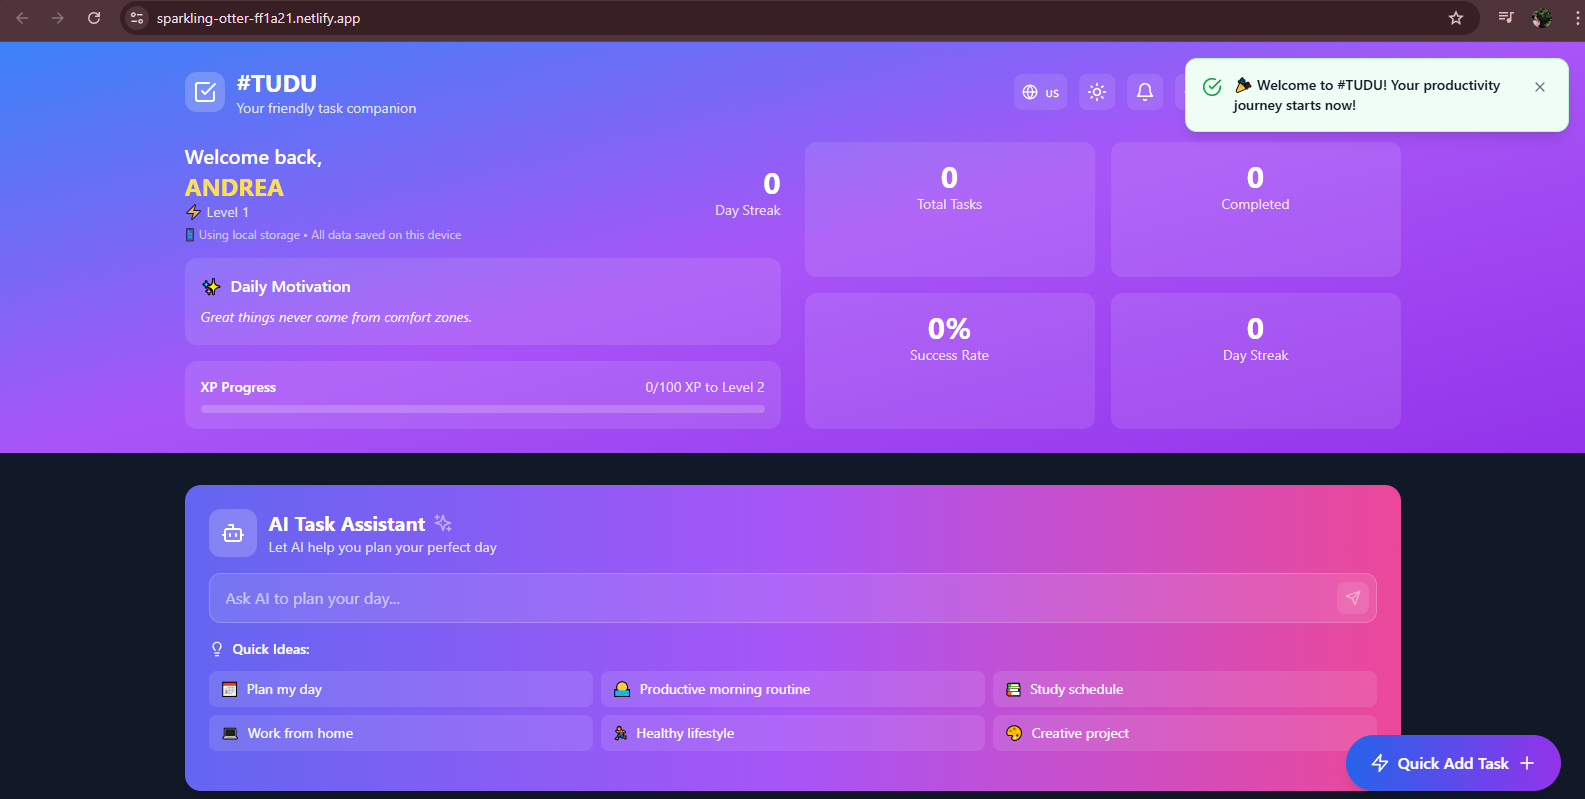 sparkling-otter-ff1a21.netlify.app
#TUDU
Your friendly task companion
us
🎉 Welcome to #TUDU! Your productivity
journey starts now!
Welcome back,
ANDREA
⚡ Level 1
📱 Using local storage • All data saved on this device
0
Day Streak
0
Total Tasks
0
Completed
✨ Daily Motivation
Great things never come from comfort zones.
0%
Success Rate
0
Day Streak
XP Progress
0/100 XP to Level 2
AI Task Assistant
Let AI help you plan your perfect day
Ask AI to plan your day...
Quick Ideas:
📅 Plan my day
🌅 Productive morning routine
📚 Study schedule
💻 Work from home
🏃 Healthy lifestyle
🎨 Creative project
Quick Add Task